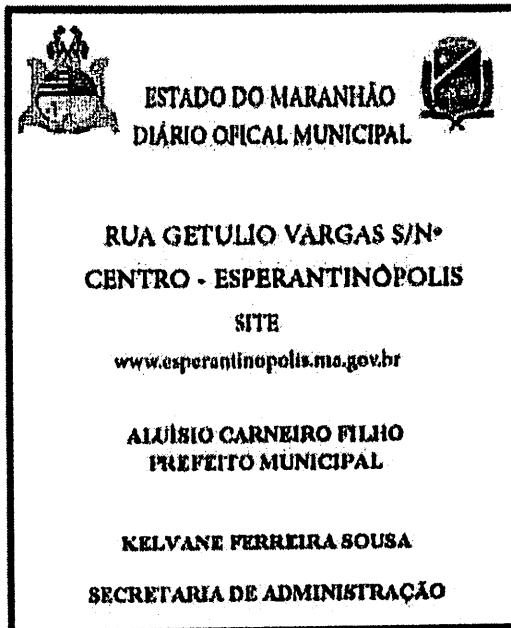 ESTADO DO MARANHÃO
DIÁRIO OFICAL MUNICIPAL
RUA GETULIO VARGAS S/Nº
CENTRO - ESPERANTINÓPOLIS
SITE
www.esperantinopolis.ma.gov.br
ALUÍSIO CARNEIRO FILHO
PREFEITO MUNICIPAL
KELVANE FERREIRA SOUSA
SECRETARIA DE ADMINISTRAÇÃO